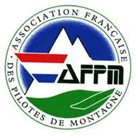 ASSOCIATION FRANÇAISE
AFPM
- DES PILOTES DE MONTAGNE -